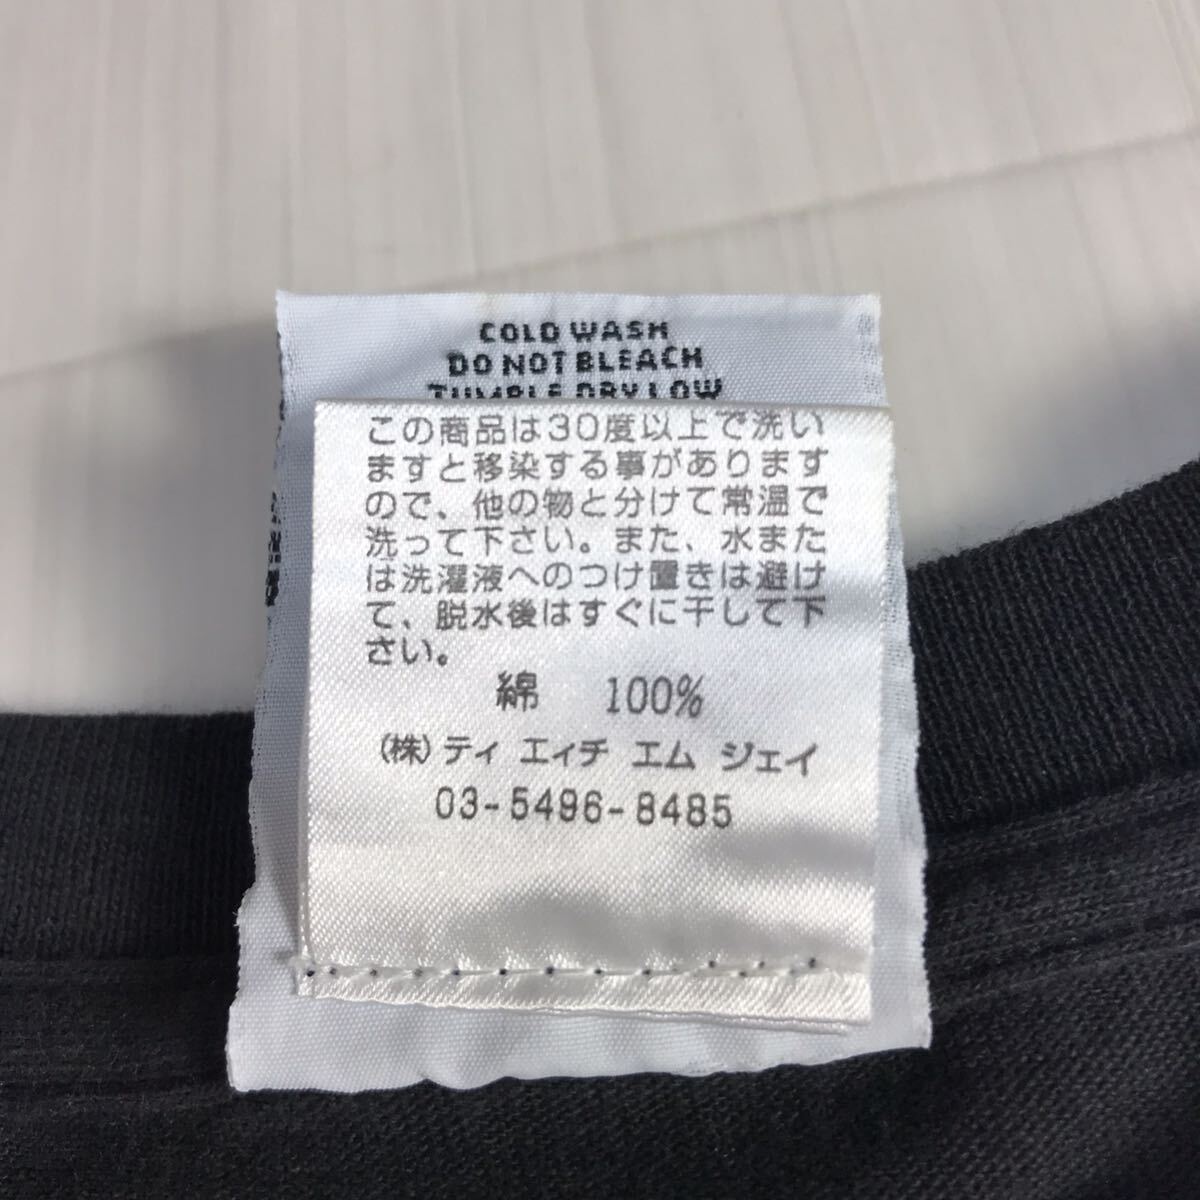 COLD WASH
DO NOT BLEACH
TUMBLE DRY LOW
この商品は30度以上で洗い
ますと移染する事があります
ので、他の物と分けて常温で
洗って下さい。また、水また
は洗濯液へのつけ置きは避け
て、脱水後はすぐに干して下
さい。
綿 100%
(株) ティ エィチ エム ジェイ
03-5496-8485